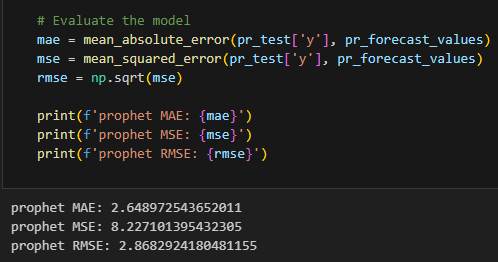 # Evaluate the model
mae = mean_absolute_error(pr_test['y'], pr_forecast_values)
mse = mean_squared_error(pr_test['y'], pr_forecast_values)
rmse = np.sqrt(mse)
print(f'prophet MAE: {mae}')
print(f'prophet MSE: {mse}')
print(f'prophet RMSE: {rmse}')
prophet MAE: 2.648972543652011
prophet MSE: 8.227101395432305
prophet RMSE: 2.8682924180481155